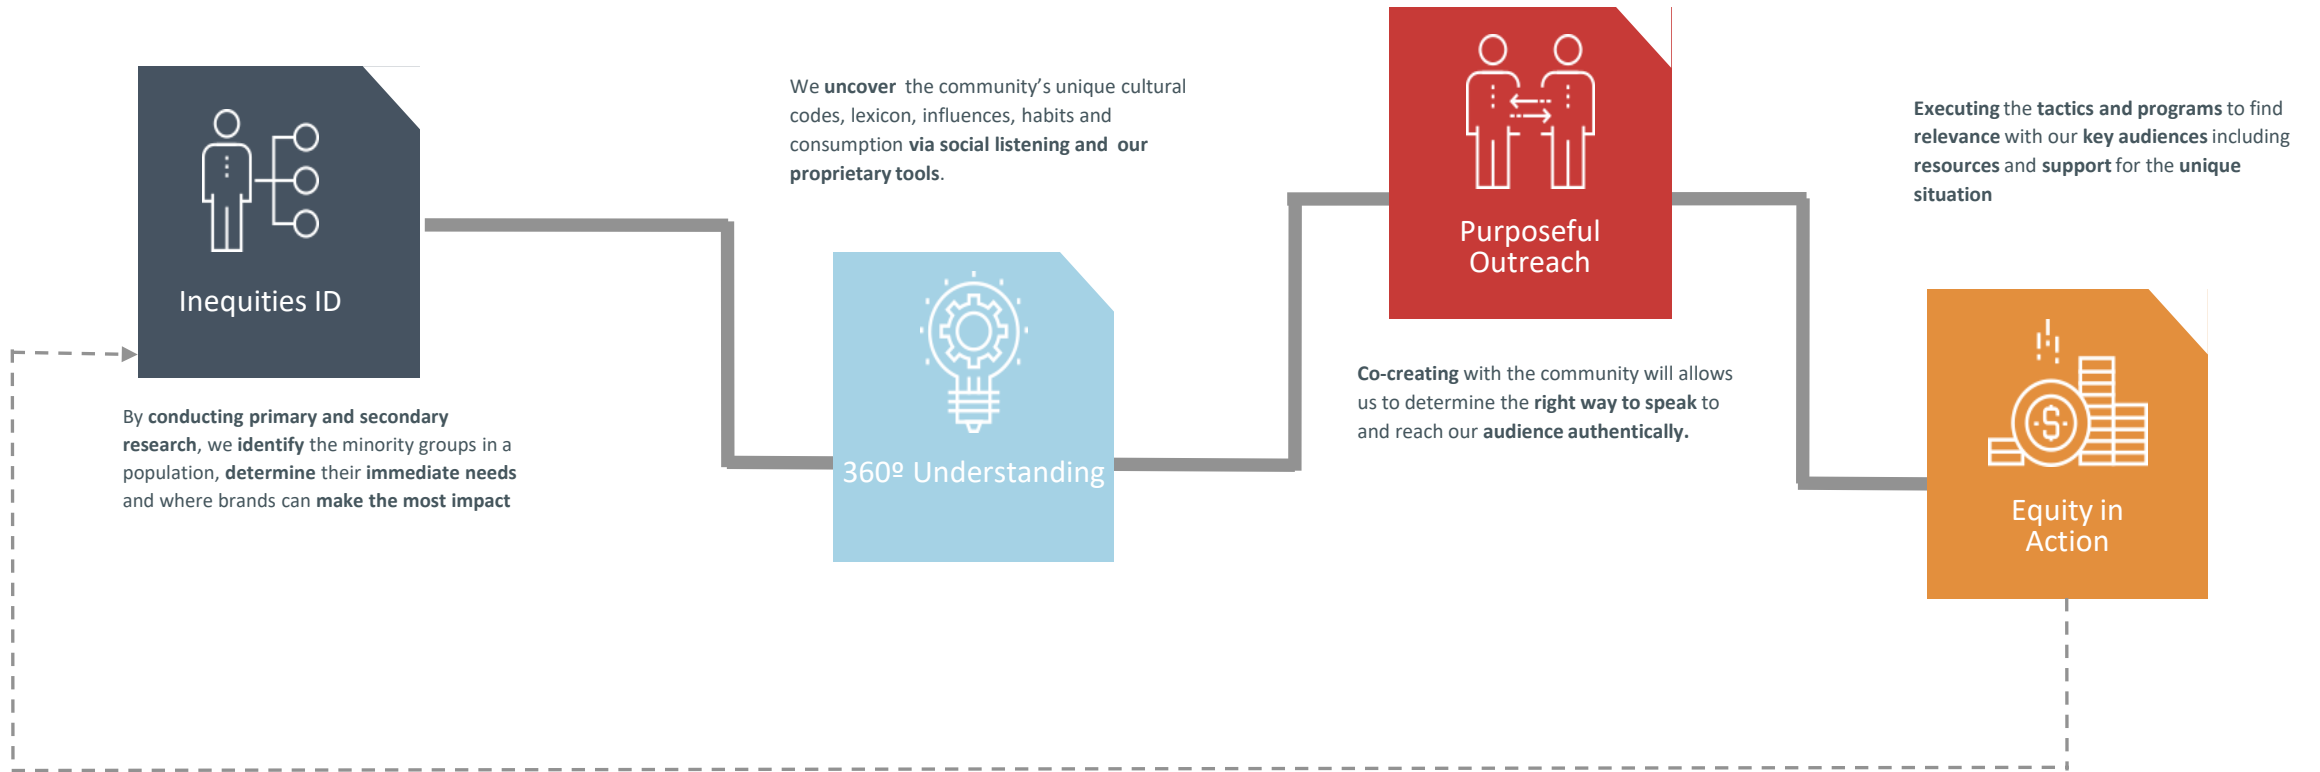 Inequities ID
By conducting primary and secondary
research, we identify the minority groups in a
population, determine their immediate needs
and where brands can make the most impact
We uncover the community’s unique cultural
codes, lexicon, influences, habits and
consumption via social listening and our
proprietary tools.
360º Understanding
Purposeful
Outreach
Co-creating with the community will allows
us to determine the right way to speak to
and reach our audience authentically.
Executing the tactics and programs to find
relevance with our key audiences including
resources and support for the unique
situation
$
Equity in
Action